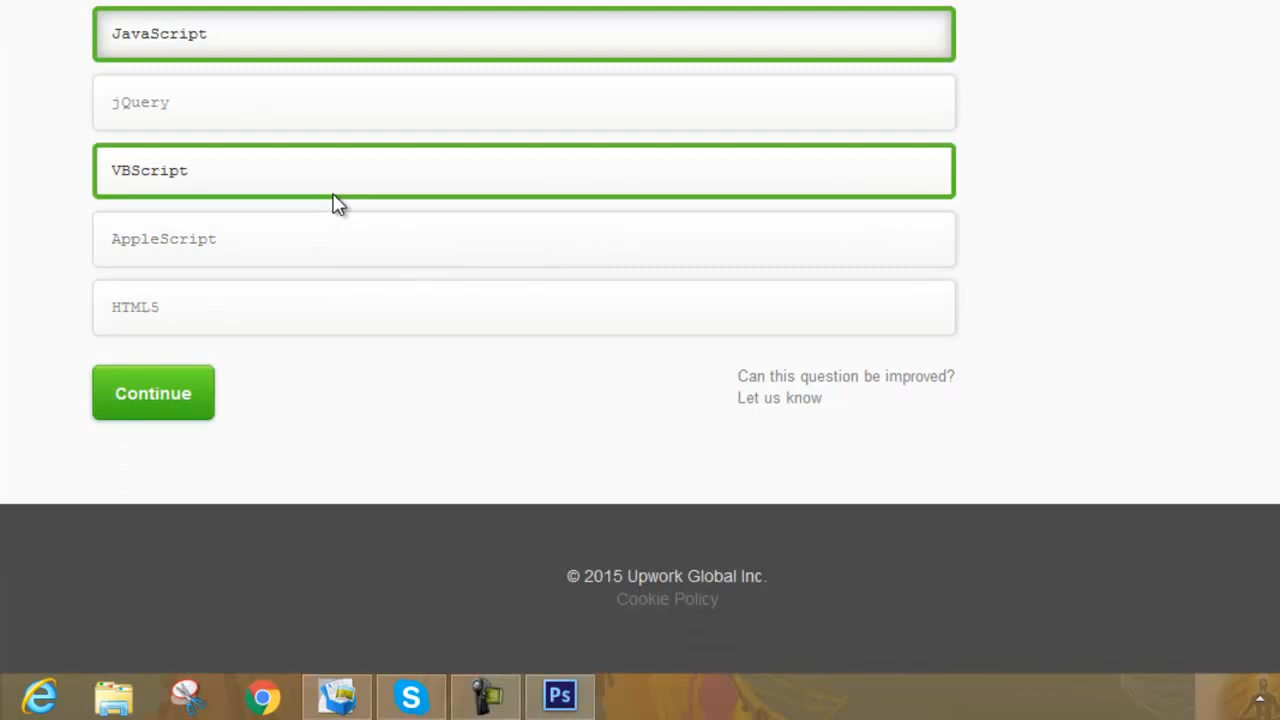 JavaScript
jQuery
VBScript
AppleScript
HTML5
Continue
Can this question be improved?
Let us know
© 2015 Upwork Global Inc.
Cookie Policy
S
Ps